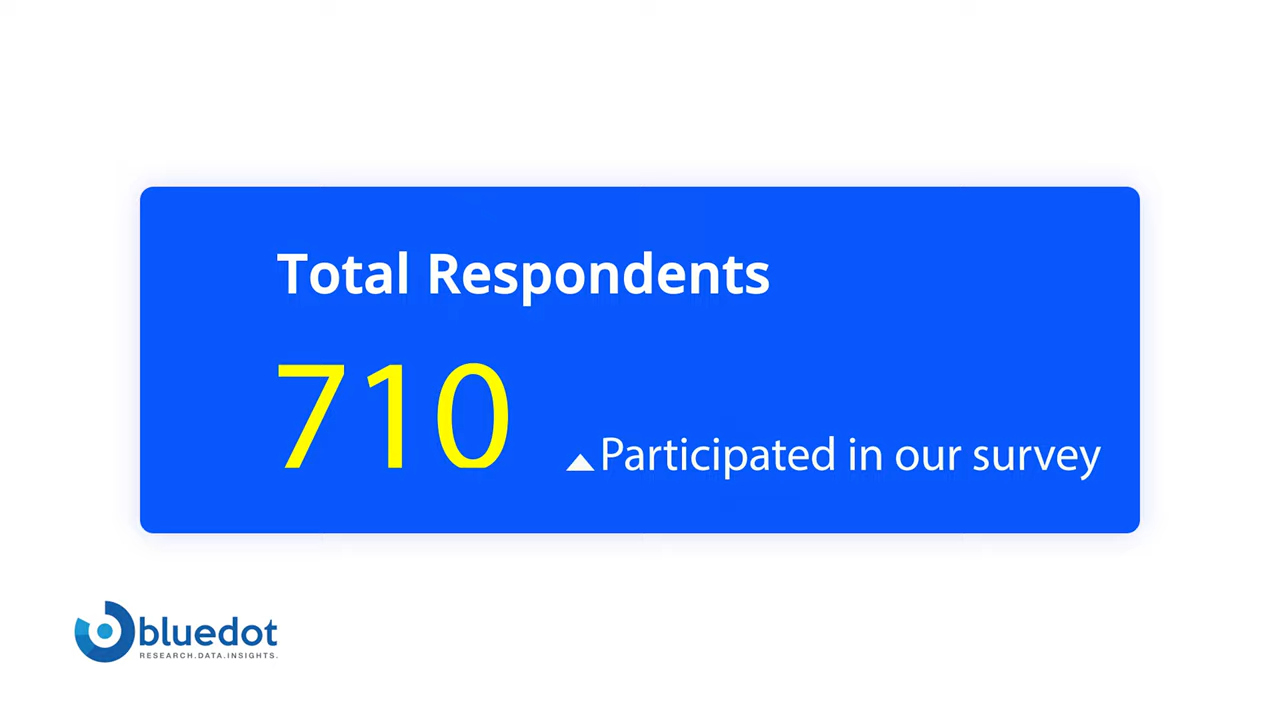 Total Respondents
710
Participated in our survey
bluedot
RESEARCH.DATA.INSIGHTS.